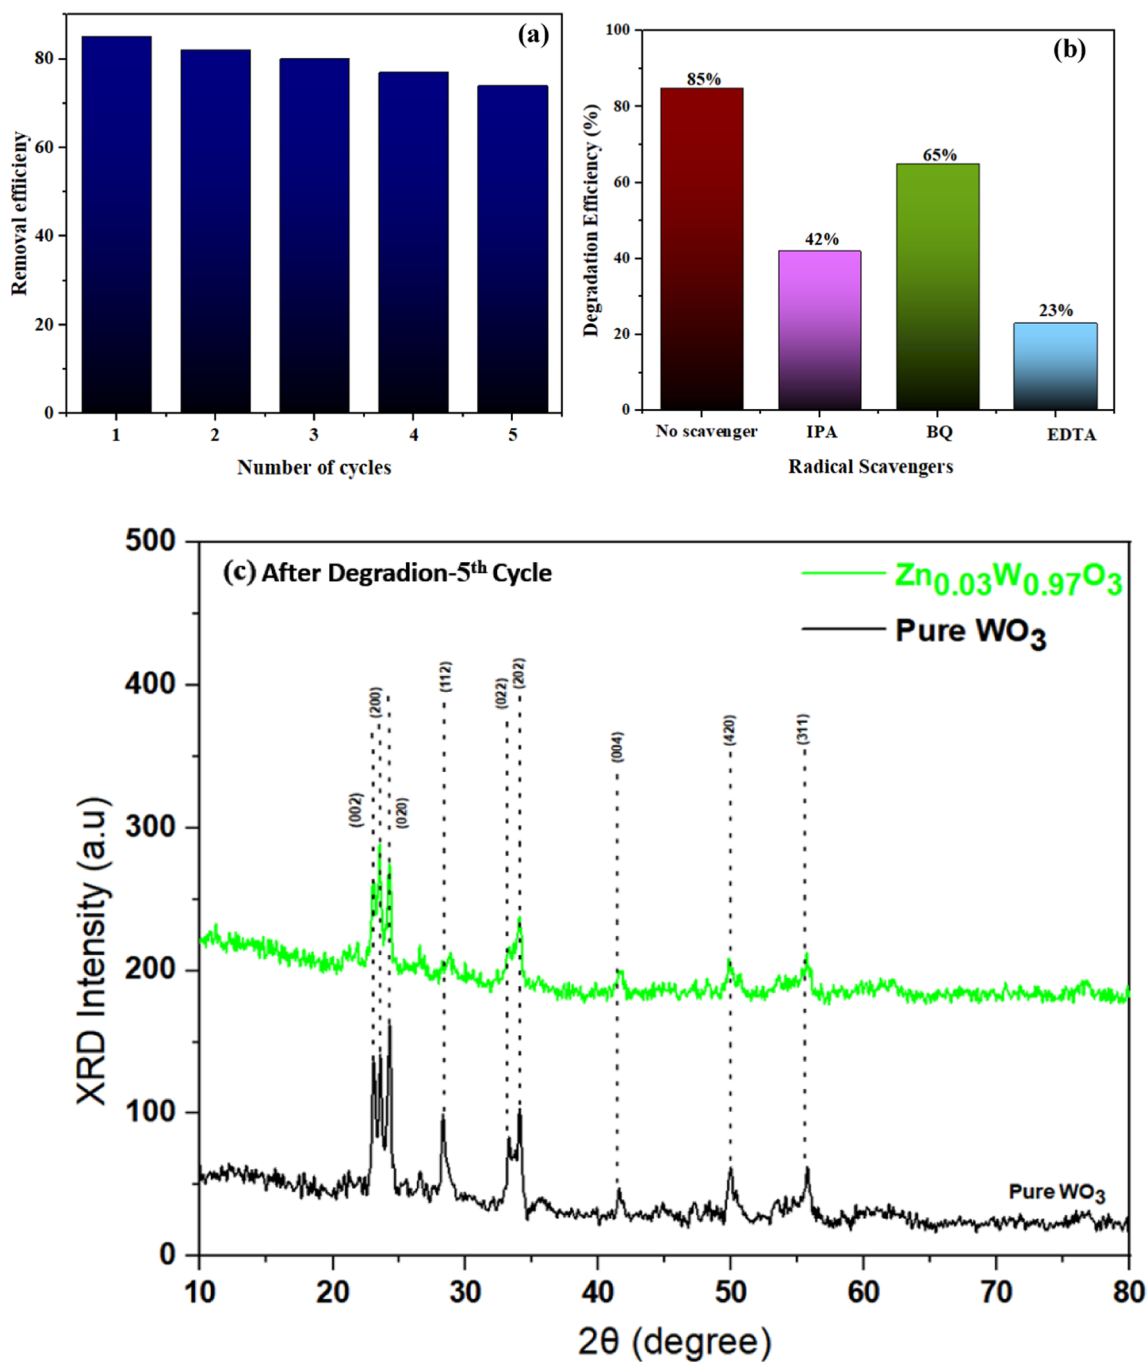 (a)
80
60
40
20
0
Removal effiicieny
1 2 3 4 5
Number of cycles
(b)
100
80
60
40
20
0
Degradation Efficiency (%)
85%
42%
65%
23%
No scavenger IPA BQ EDTA
Radical Scavengers
(c) After Degradion-5th Cycle
Zn0.03W0.97O3
Pure WO3
500
400
300
200
100
0
XRD Intensity (a.u)
(002)
(200)
(020)
(112)
(022)
(202)
(004)
(420)
(311)
Pure WO3
10 20 30 40 50 60 70 80
2θ (degree)